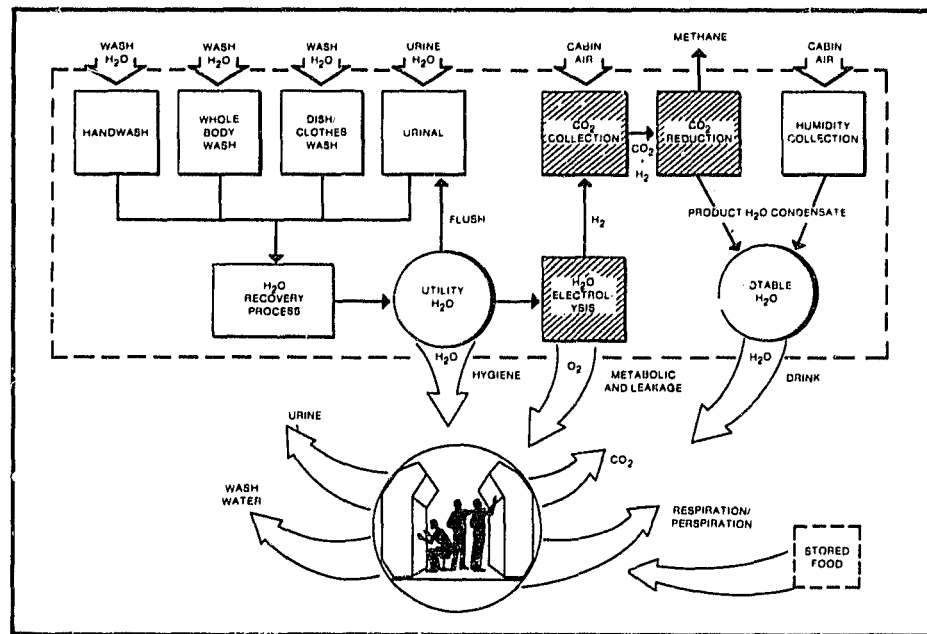 WASH
H₂O
WASH
H₂O
WASH
H₂O
URINE
H₂O
CABIN
AIR
METHANE
CABIN
AIR
HANDWASH
WHOLE
BODY
WASH
DISH/
CLOTHES
WASH
URINAL
CO₂
COLLECTION
CO₂
+
H₂
CO₂
REDUCTION
HUMIDITY
COLLECTION
FLUSH
H₂
PRODUCT H₂O CONDENSATE
H₂O
RECOVERY
PROCESS
UTILITY
H₂O
H₂O
ELECTROL-
YSIS
OTABLE
H₂O
H₂O
HYGIENE
O₂
METABOLIC
AND LEAKAGE
H₂O
DRINK
URINE
CO₂
WASH
WATER
RESPIRATION/
PERSPIRATION
STORED
FOOD